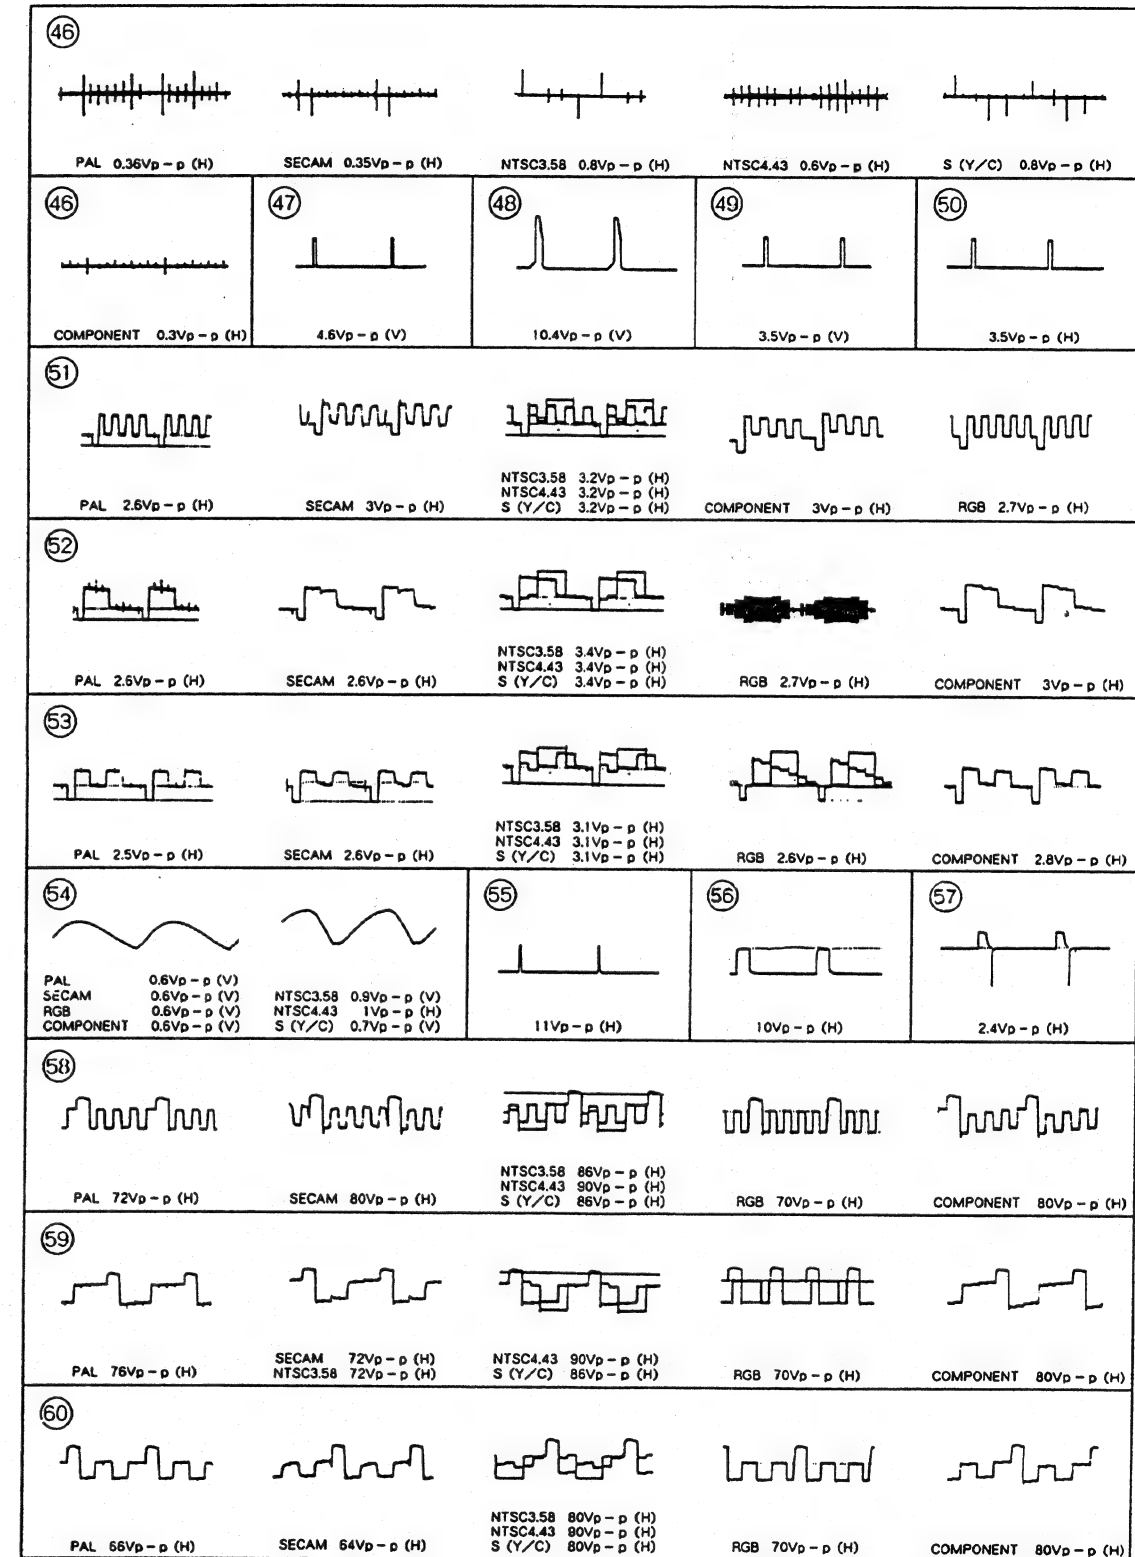 46
PAL 0.36Vp-p (H)
SECAM 0.35Vp-p (H)
NTSC3.58 0.8Vp-p (H)
NTSC4.43 0.6Vp-p (H)
S (Y/C) 0.8Vp-p (H)
46
COMPONENT 0.3Vp-p (H)
47
4.6Vp-p (V)
48
10.4Vp-p (V)
49
3.5Vp-p (V)
50
3.5Vp-p (H)
51
PAL 2.6Vp-p (H)
SECAM 3Vp-p (H)
NTSC3.58 3.2Vp-p (H)
NTSC4.43 3.2Vp-p (H)
S (Y/C) 3.2Vp-p (H)
COMPONENT 3Vp-p (H)
RGB 2.7Vp-p (H)
52
PAL 2.6Vp-p (H)
SECAM 2.6Vp-p (H)
NTSC3.58 3.4Vp-p (H)
NTSC4.43 3.4Vp-p (H)
S (Y/C) 3.4Vp-p (H)
RGB 2.7Vp-p (H)
COMPONENT 3Vp-p (H)
53
PAL 2.5Vp-p (H)
SECAM 2.6Vp-p (H)
NTSC3.58 3.1Vp-p (H)
NTSC4.43 3.1Vp-p (H)
S (Y/C) 3.1Vp-p (H)
RGB 2.6Vp-p (H)
COMPONENT 2.8Vp-p (H)
54
PAL 0.6Vp-p (V)
SECAM 0.6Vp-p (V)
RGB 0.6Vp-p (V)
COMPONENT 0.6Vp-p (V)
NTSC3.58 0.9Vp-p (V)
NTSC4.43 1Vp-p (H)
S (Y/C) 0.7Vp-p (V)
55
11Vp-p (H)
56
10Vp-p (H)
57
2.4Vp-p (H)
58
PAL 72Vp-p (H)
SECAM 80Vp-p (H)
NTSC3.58 86Vp-p (H)
NTSC4.43 90Vp-p (H)
S (Y/C) 86Vp-p (H)
RGB 70Vp-p (H)
COMPONENT 80Vp-p (H)
59
PAL 76Vp-p (H)
SECAM 72Vp-p (H)
NTSC3.58 72Vp-p (H)
NTSC4.43 90Vp-p (H)
S (Y/C) 86Vp-p (H)
RGB 70Vp-p (H)
COMPONENT 80Vp-p (H)
60
PAL 66Vp-p (H)
SECAM 64Vp-p (H)
NTSC3.58 80Vp-p (H)
NTSC4.43 90Vp-p (H)
S (Y/C) 80Vp-p (H)
RGB 70Vp-p (H)
COMPONENT 80Vp-p (H)